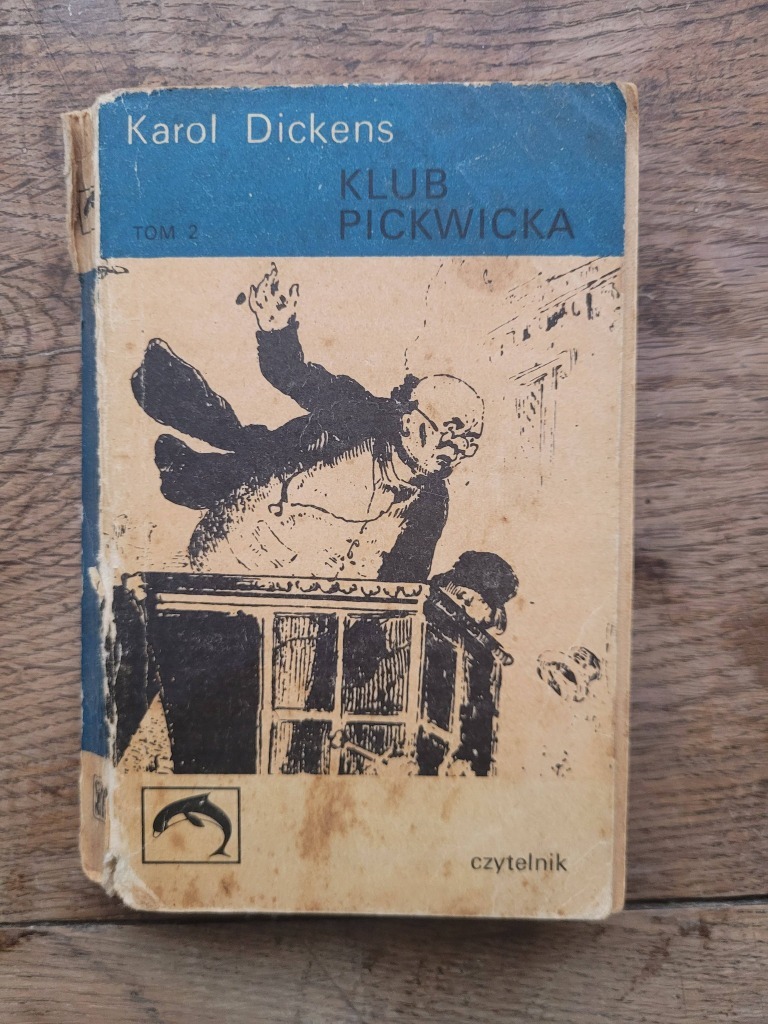 Karol Dickens
KLUB
PICKWICKA
TOM 2
czytelnik